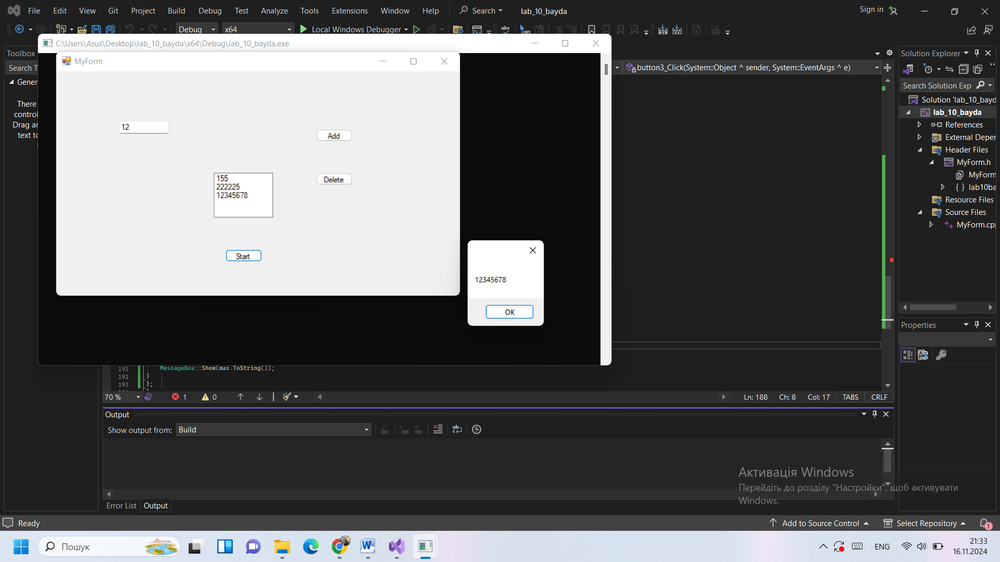 File Edit View Git Project Build Debug Test Analyze Tools Extensions Window Help Search lab_10_bayda Sign in
Debug x64 Local Windows Debugger
C:\Users\Asus\Desktop\lab_10_bayda\x64\Debug\lab_10_bayda.exe
Toolbox
Search T
Gener
There
control
Drag ar
text to
MyForm
12
Add
155
222225
12345678
Delete
Start
12345678
OK
button3_Click(System::Object ^ sender, System::EventArgs ^ e)
Solution Explorer
Search Solution Exp
Solution 'lab_10_bayd
lab_10_bayda
References
External Deper
Header Files
MyForm.h
MyForm
{ } lab10ba
Resource Files
Source Files
MyForm.cp
Properties
191 MessageBox::Show(max.ToString());
192 }
193 };
70 % 1 0 Ln: 188 Ch: 8 Col: 17 TABS CRLF
Output
Show output from: Build
Error List Output
Активація Windows
Перейдіть до розділу "Настройки", щоб активувати
Windows.
Ready Add to Source Control Select Repository 1
Пошук ENG 21:33
16.11.2024